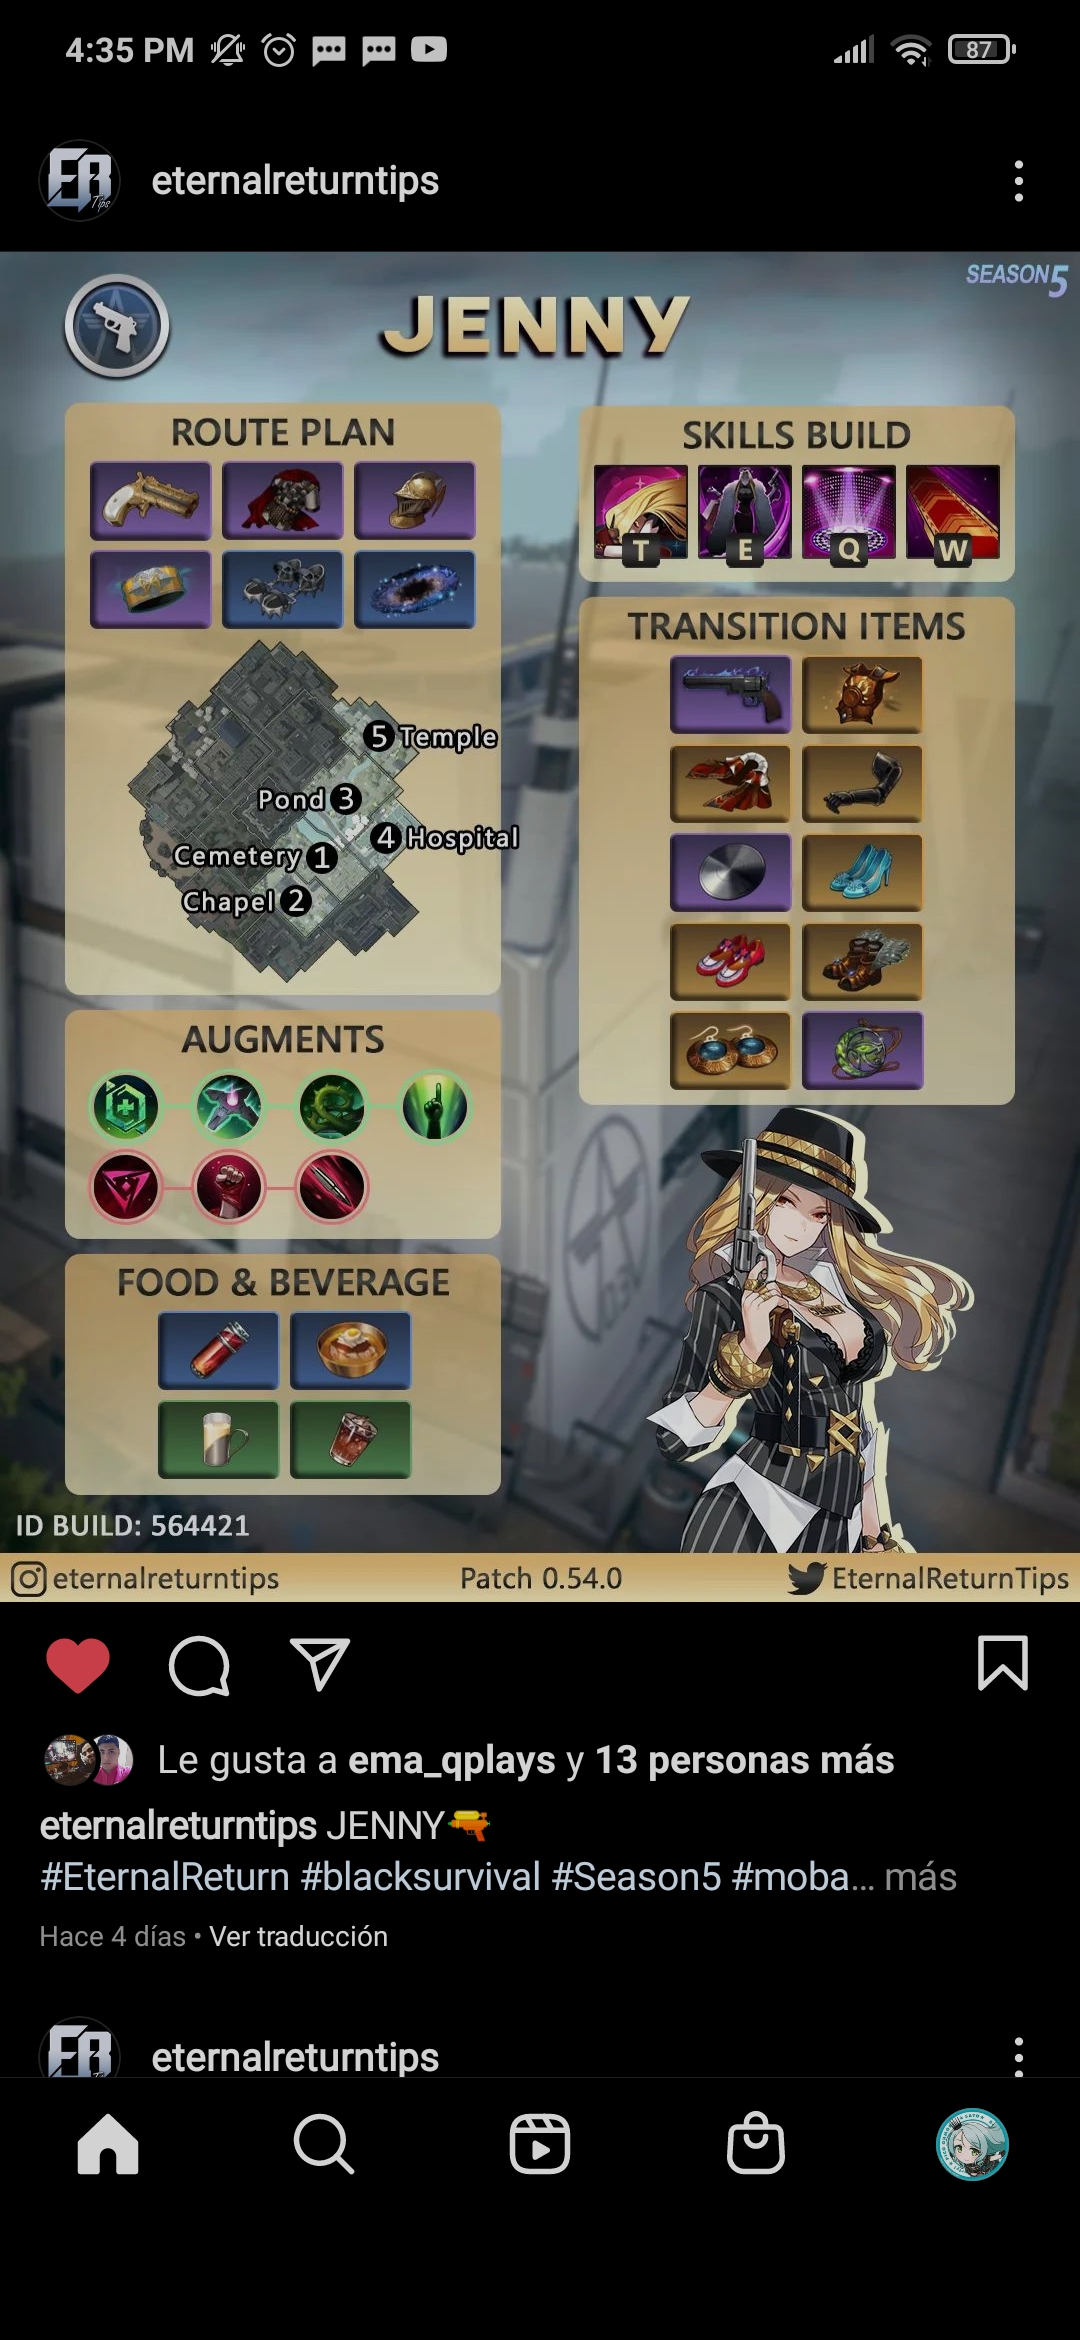 4:35 PM
87
eternalreturntips
SEASON5
JENNY
ROUTE PLAN
5 Temple
Pond 3
4 Hospital
Cemetery 1
Chapel 2
SKILLS BUILD
T E Q W
TRANSITION ITEMS
AUGMENTS
FOOD & BEVERAGE
ID BUILD: 564421
eternalreturntips Patch 0.54.0 EternalReturnTips
Le gusta a ema_qplays y 13 personas más
eternalreturntips JENNY
#EternalReturn #blacksurvival #Season5 #moba... más
Hace 4 días • Ver traducción
eternalreturntips